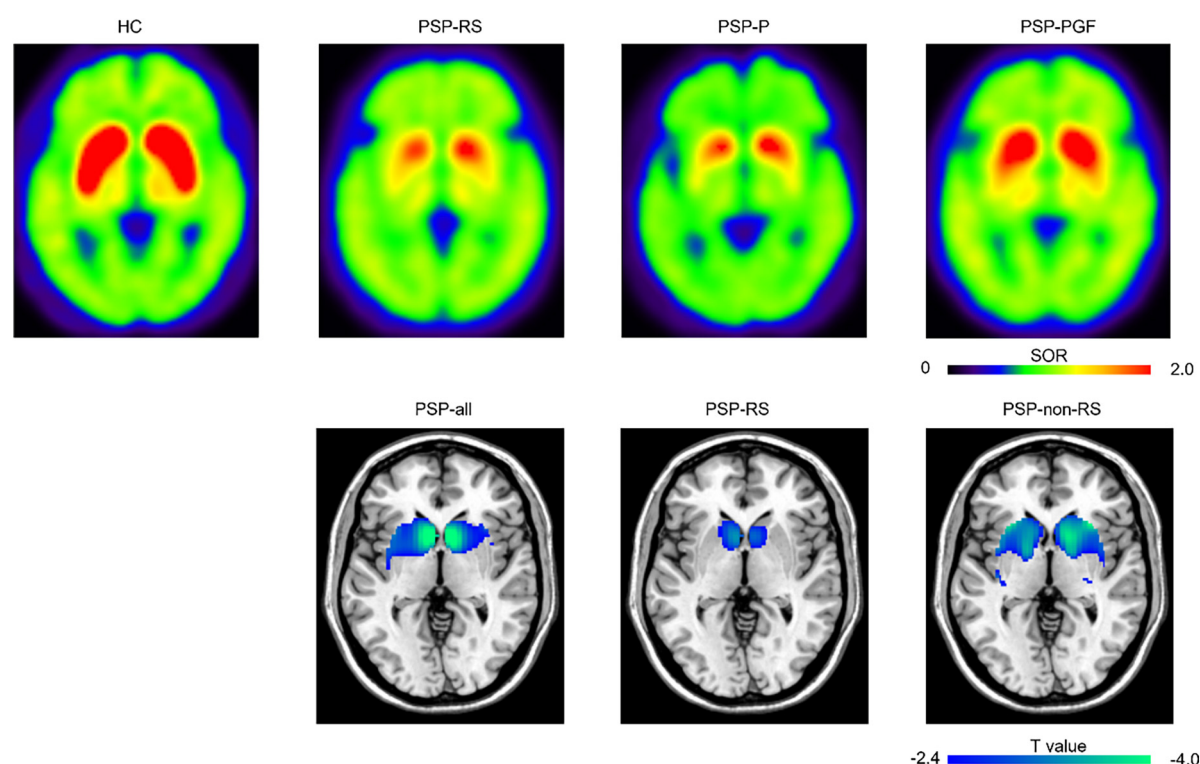 HC PSP-RS PSP-P PSP-PGF
SOR
0 2.0
PSP-all PSP-RS PSP-non-RS
T value
-2.4 -4.0